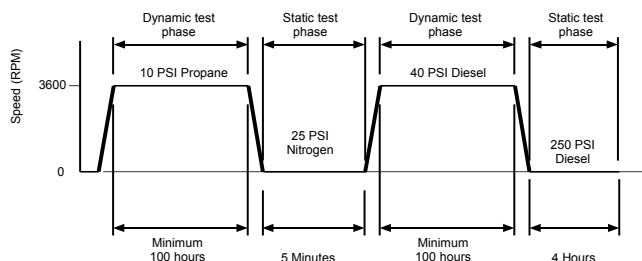 Dynamic test
phase
Static test
phase
Dynamic test
phase
Static test
phase
Speed (RPM)
3600
0
10 PSI Propane
25 PSI
Nitrogen
40 PSI Diesel
250 PSI
Diesel
Minimum
100 hours
5 Minutes
Minimum
100 hours
4 Hours